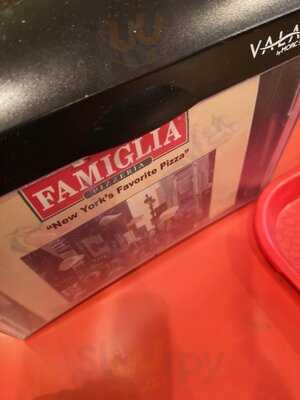 VALA
FAMIGLIA
PIZZERIA
"New York's Favorite Pizza"